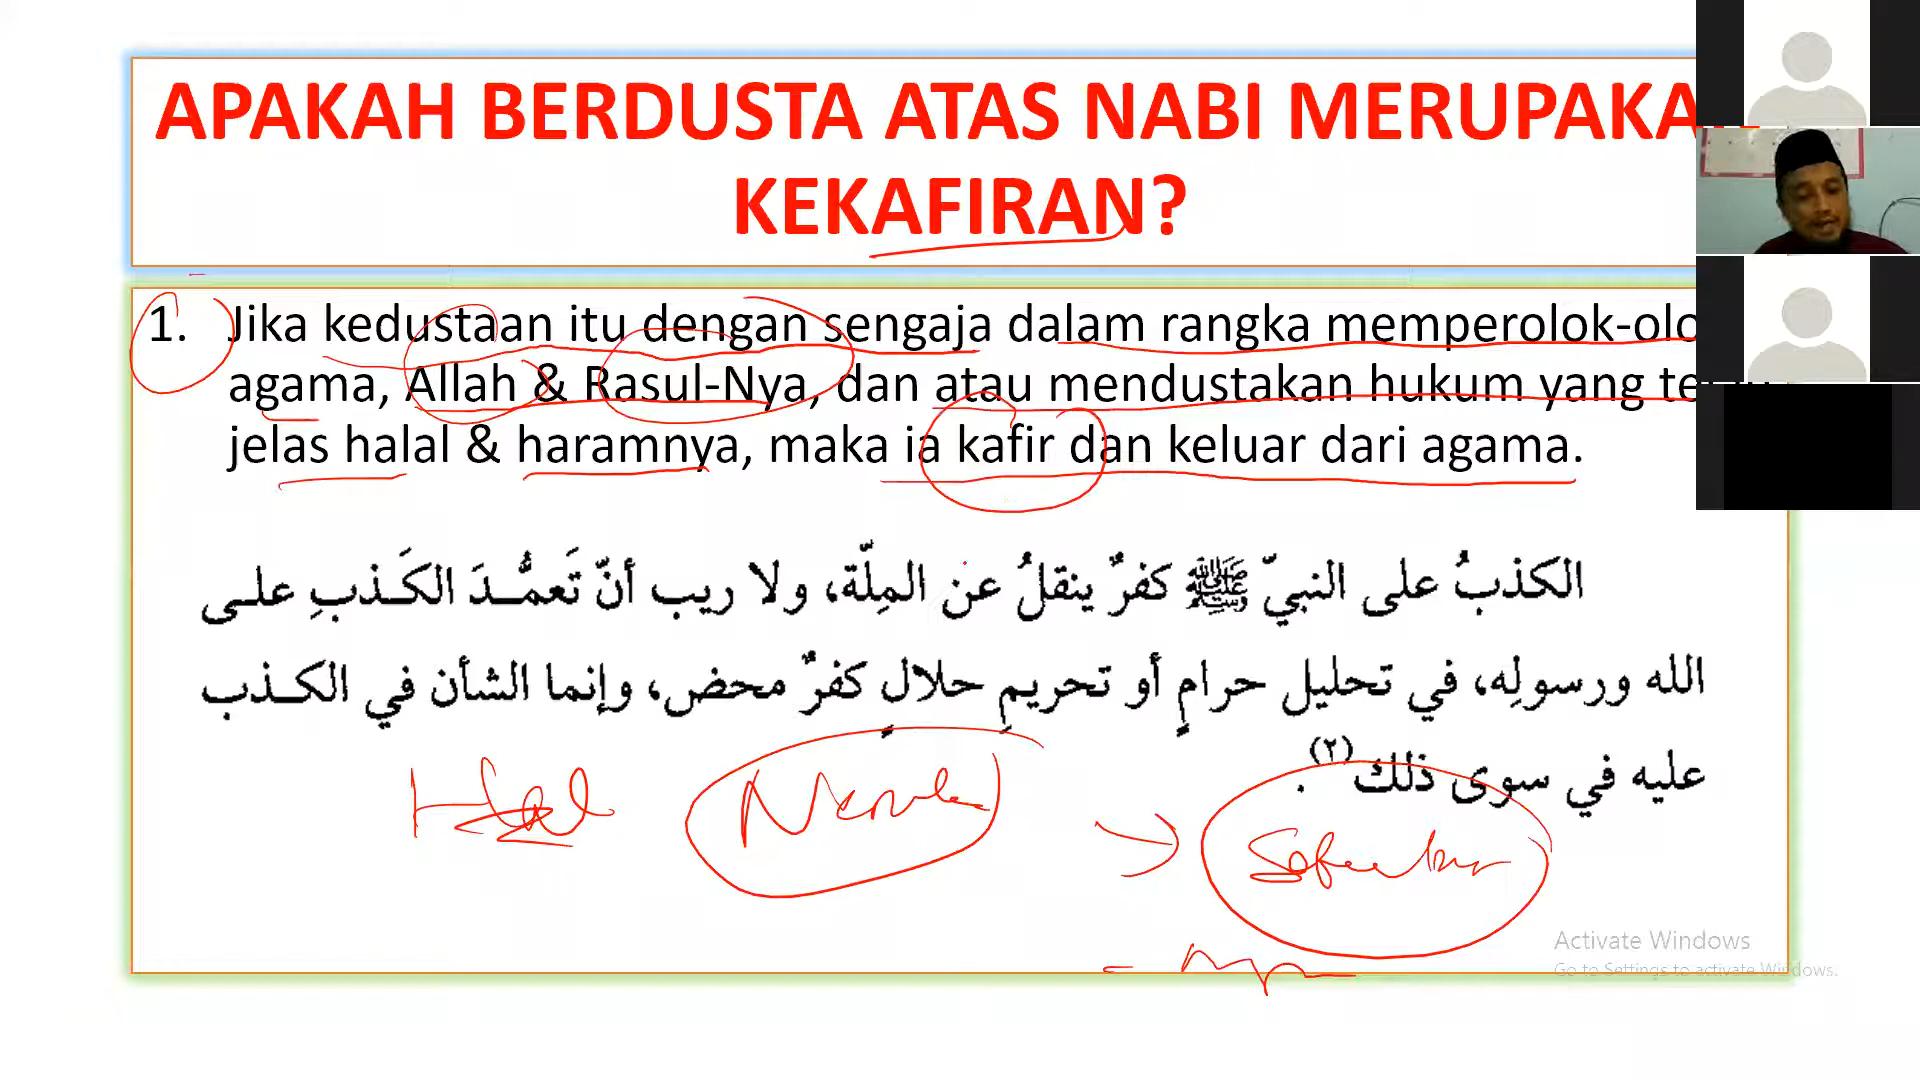 APAKAH BERDUSTA ATAS NABI MERUPAKA
KEKAFIRAN?
1. Jika kedustaan itu dengan sengaja dalam rangka memperolok-olo
agama, Allah & Rasul-Nya, dan atau mendustakan hukum yang
jelas halal & haramnya, maka ia kafir dan keluar dari agama.
الكذبُ على النبيّ ﷺ كفرٌ ينقلُ عن المِلّة، ولا ريب أنّ تَعمُّدَ الكَذبِ على
الله ورسولِه، في تحليل حرامٍ أو تحريمِ حلالٍ كفرٌ محض، وإنما الشأن في الكذب
عليه في سوى ذلك(٢).
Activate Windows
Go to Settings to activate Windows.